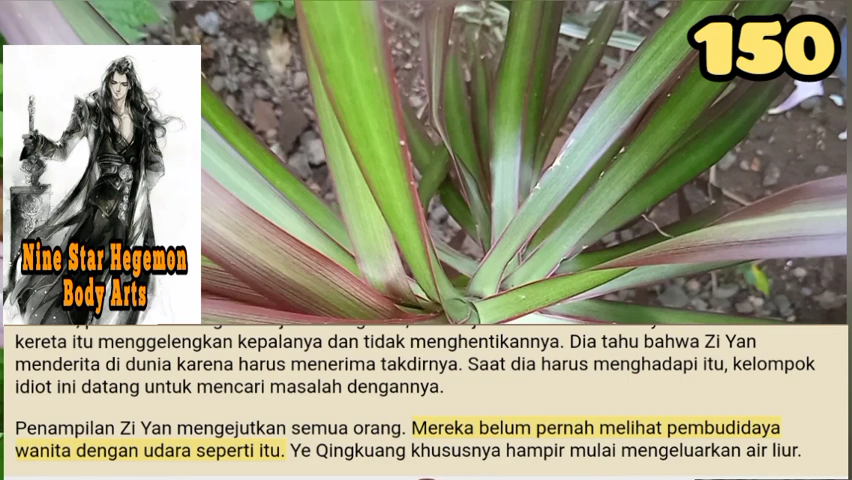 150
Nine Star Hegemon
Body Arts
kereta itu menggelengkan kepalanya dan tidak menghentikannya. Dia tahu bahwa Zi Yan
menderita di dunia karena harus menerima takdirnya. Saat dia harus menghadapi itu, kelompok
idiot ini datang untuk mencari masalah dengannya.
Penampilan Zi Yan mengejutkan semua orang. Mereka belum pernah melihat pembudidaya
wanita dengan udara seperti itu. Ye Qingkuang khususnya hampir mulai mengeluarkan air liur.